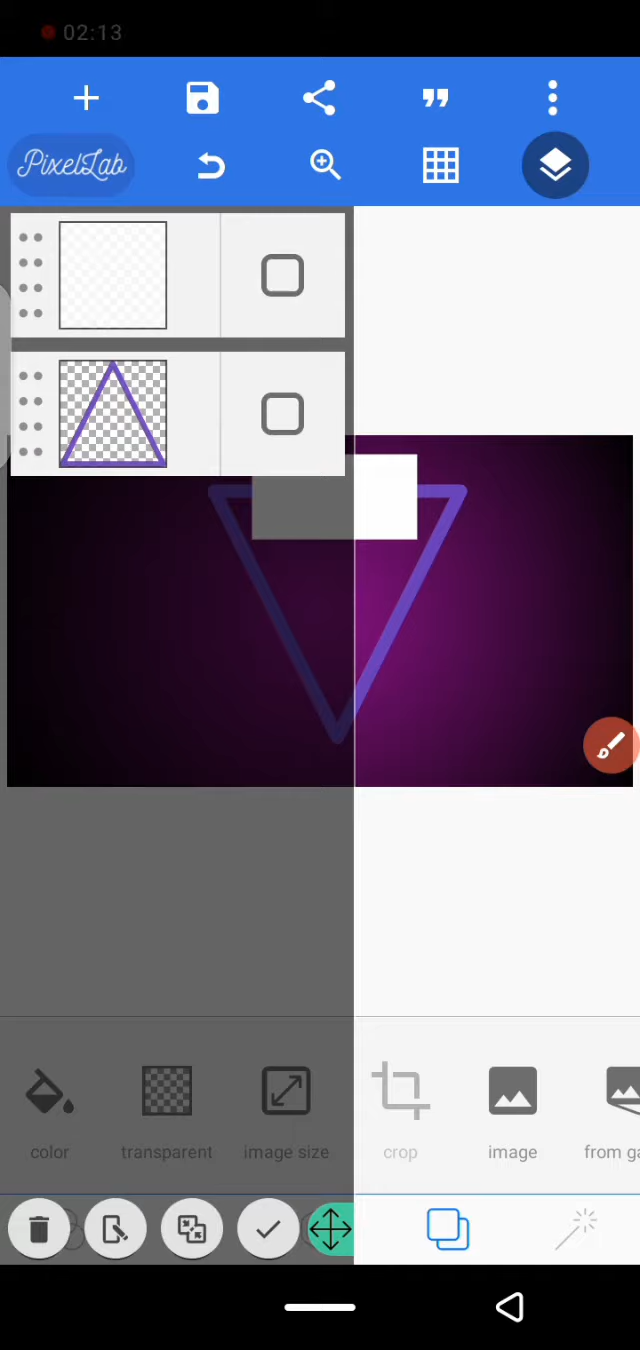 02:13
PixelLab
color
transparent
image size
crop
image
from ga